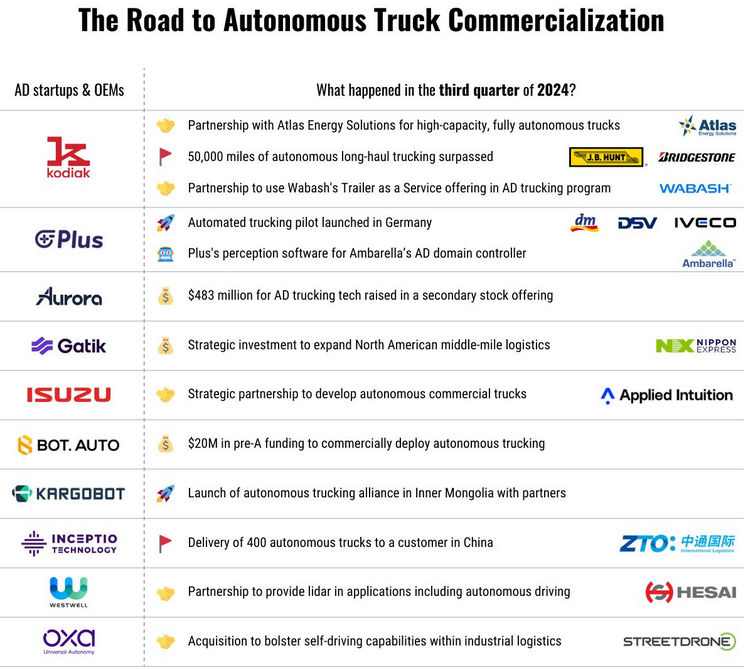 The Road to Autonomous Truck Commercialization
AD startups & OEMs
What happened in the third quarter of 2024?
kodiak
Partnership with Atlas Energy Solutions for high-capacity, fully autonomous trucks
Atlas
Energy Solutions
50,000 miles of autonomous long-haul trucking surpassed
J.B. HUNT
BRIDGESTONE
Partnership to use Wabash's Trailer as a Service offering in AD trucking program
WABASH
Plus
Automated trucking pilot launched in Germany
dm
DSV
IVECO
Plus's perception software for Ambarella’s AD domain controller
Ambarella
Aurora
$483 million for AD trucking tech raised in a secondary stock offering
Gatik
Strategic investment to expand North American middle-mile logistics
NX NIPPON
EXPRESS
ISUZU
Strategic partnership to develop autonomous commercial trucks
Applied Intuition
BOT. AUTO
$20M in pre-A funding to commercially deploy autonomous trucking
KARGOBOT
Launch of autonomous trucking alliance in Inner Mongolia with partners
INCEPTIO
TECHNOLOGY
Delivery of 400 autonomous trucks to a customer in China
ZTO: 中通国际
International Logistics
WESTWELL
Partnership to provide lidar in applications including autonomous driving
HESAI
oxa
Universal Autonomy
Acquisition to bolster self-driving capabilities within industrial logistics
STREETDRONE